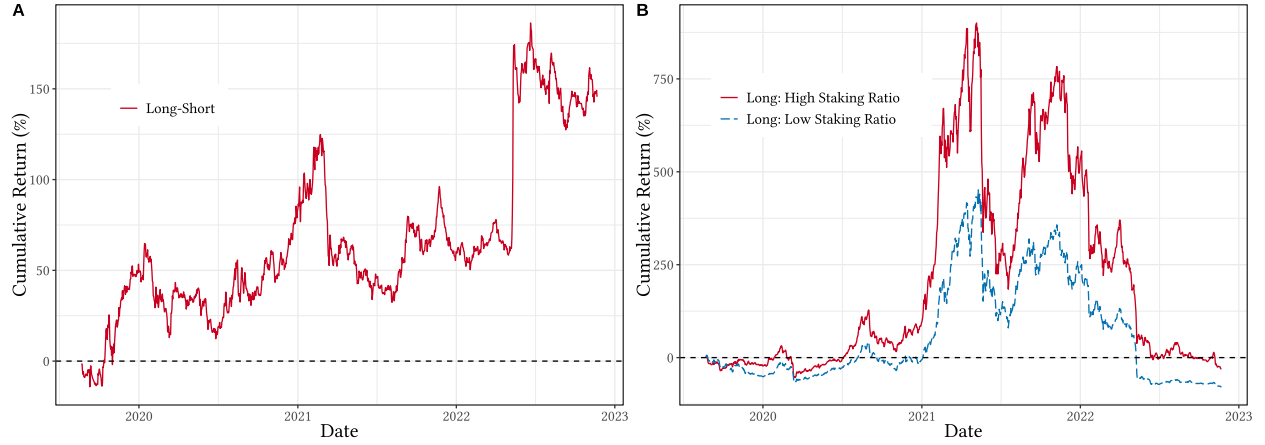 A
Cumulative Return (%)
150
100
50
0
Long-Short
2020
2021
2022
2023
Date
B
Cumulative Return (%)
750
500
250
0
Long: High Staking Ratio
Long: Low Staking Ratio
2020
2021
2022
2023
Date